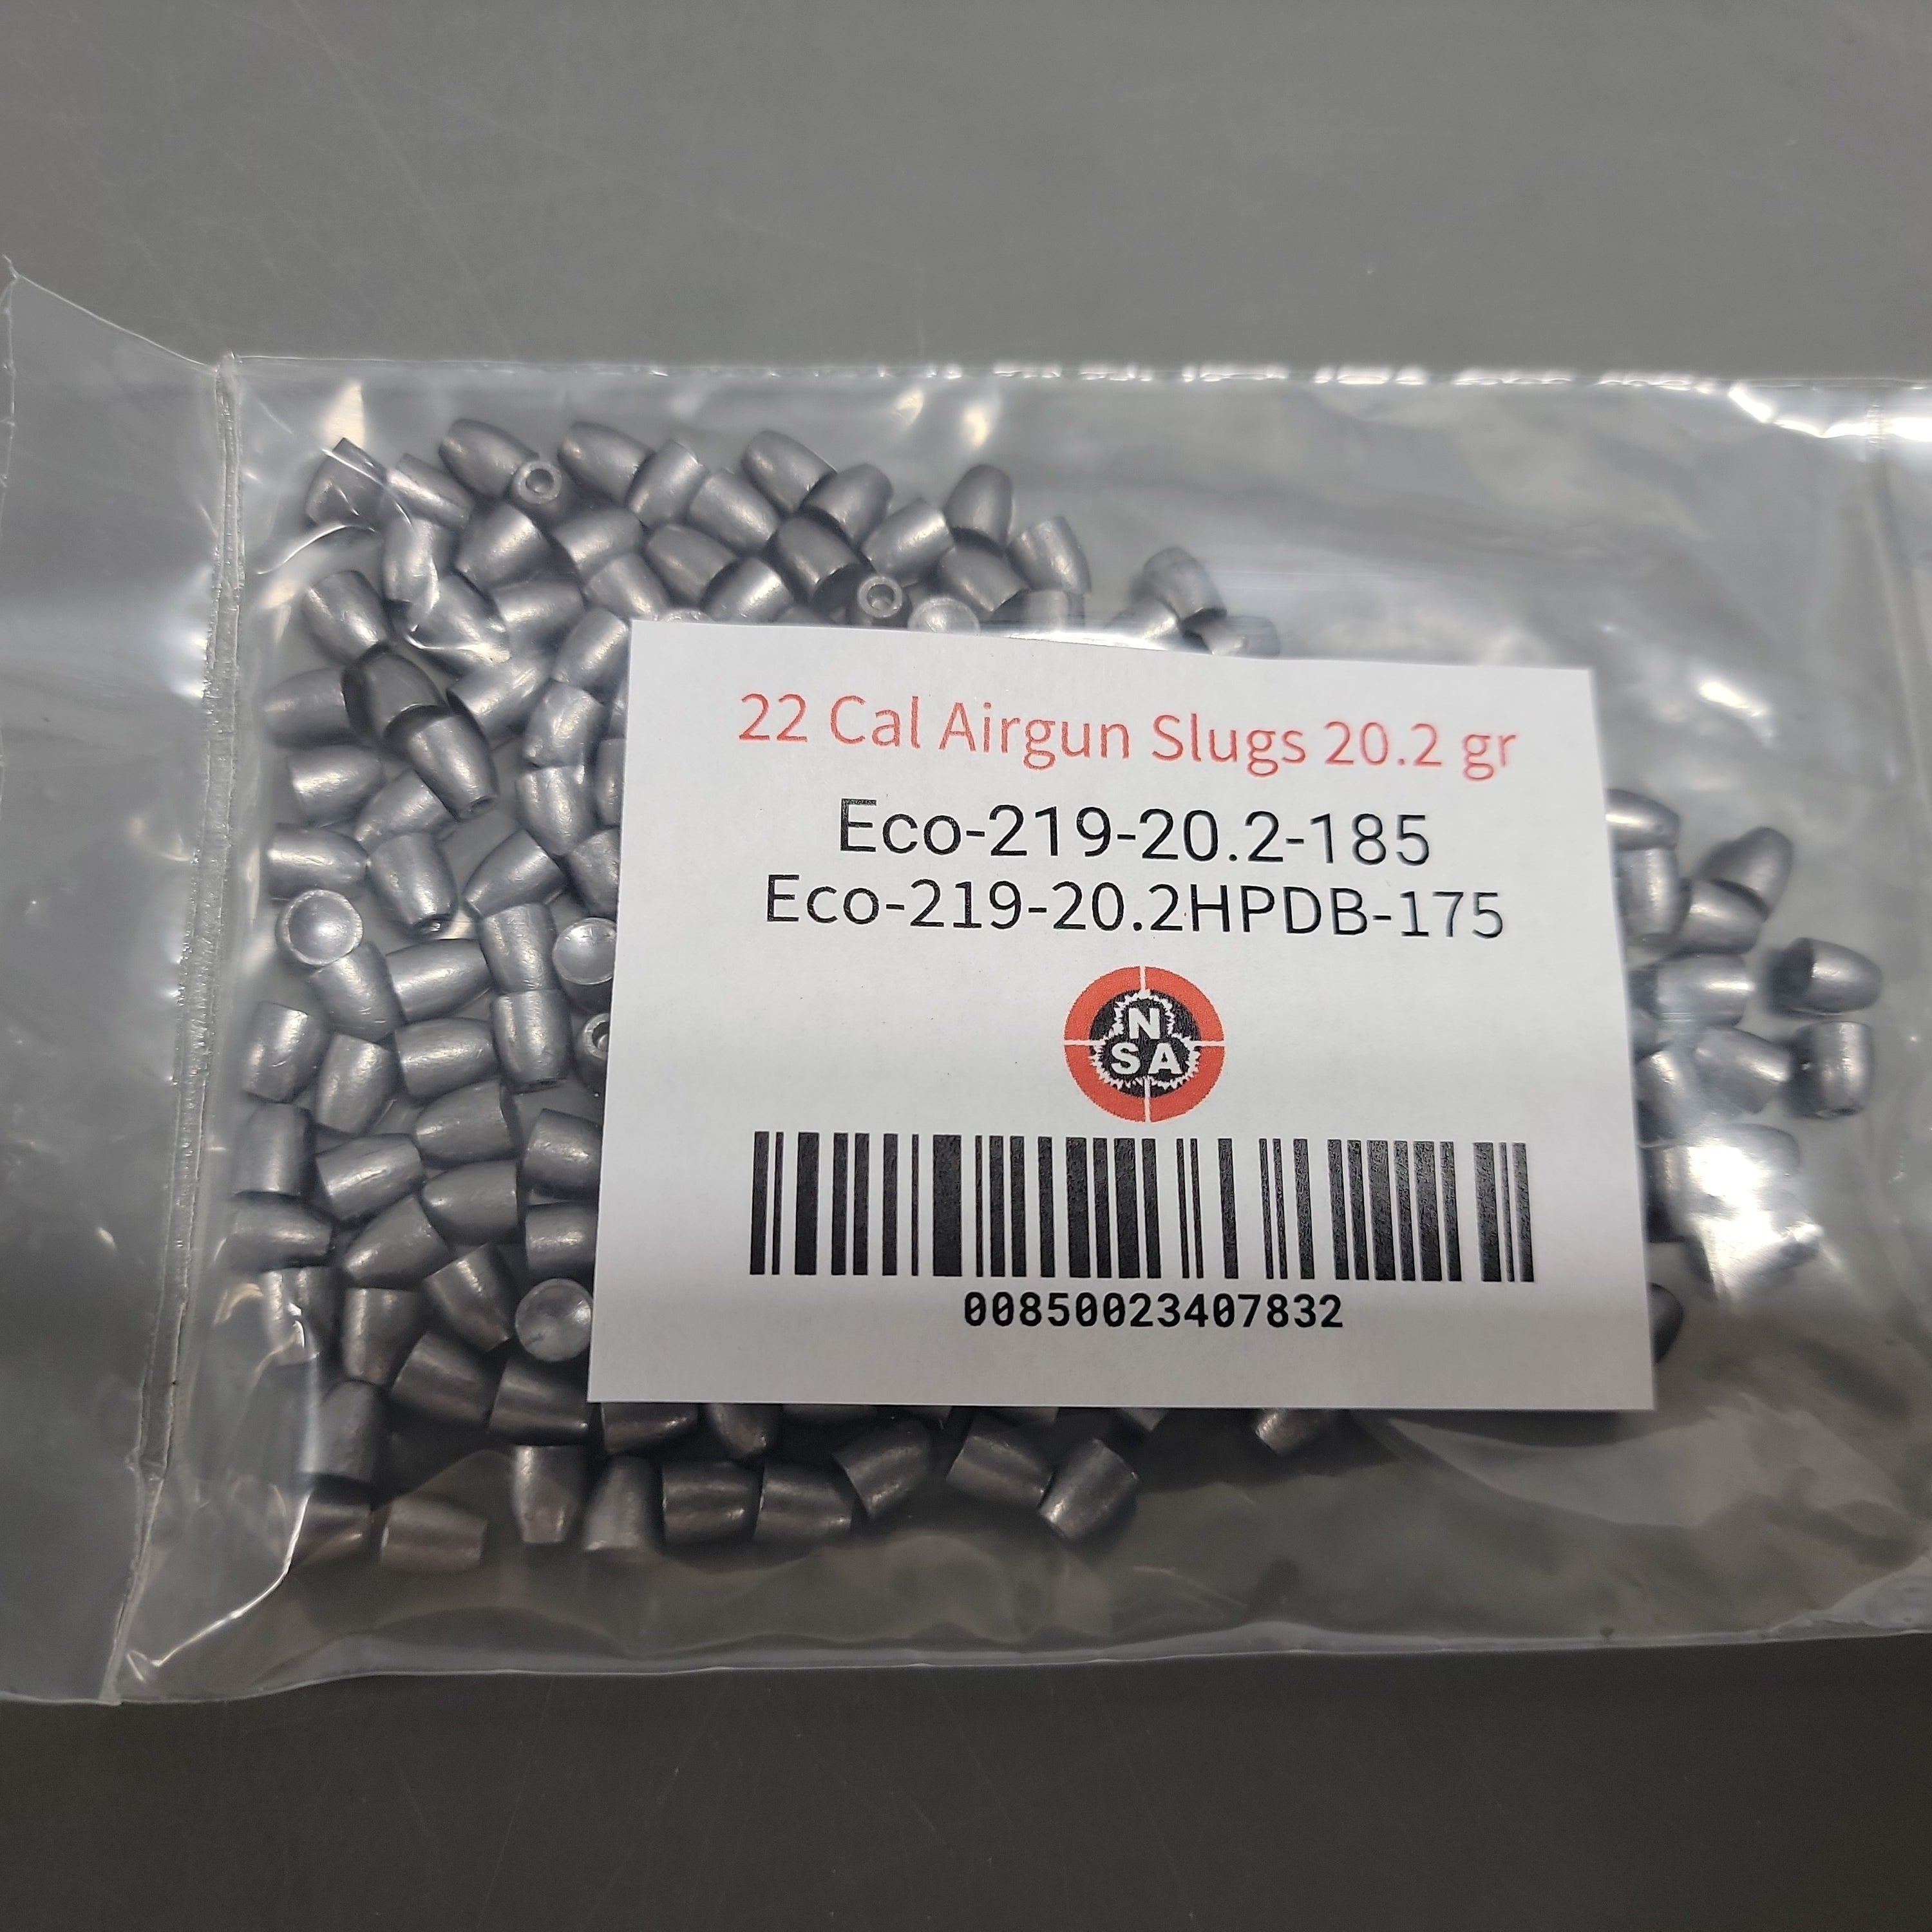 22 Cal Airgun Slugs 20.2 gr
Eco-219-20.2-185
Eco-219-20.2HPDB-175
N
SA
00850023407832